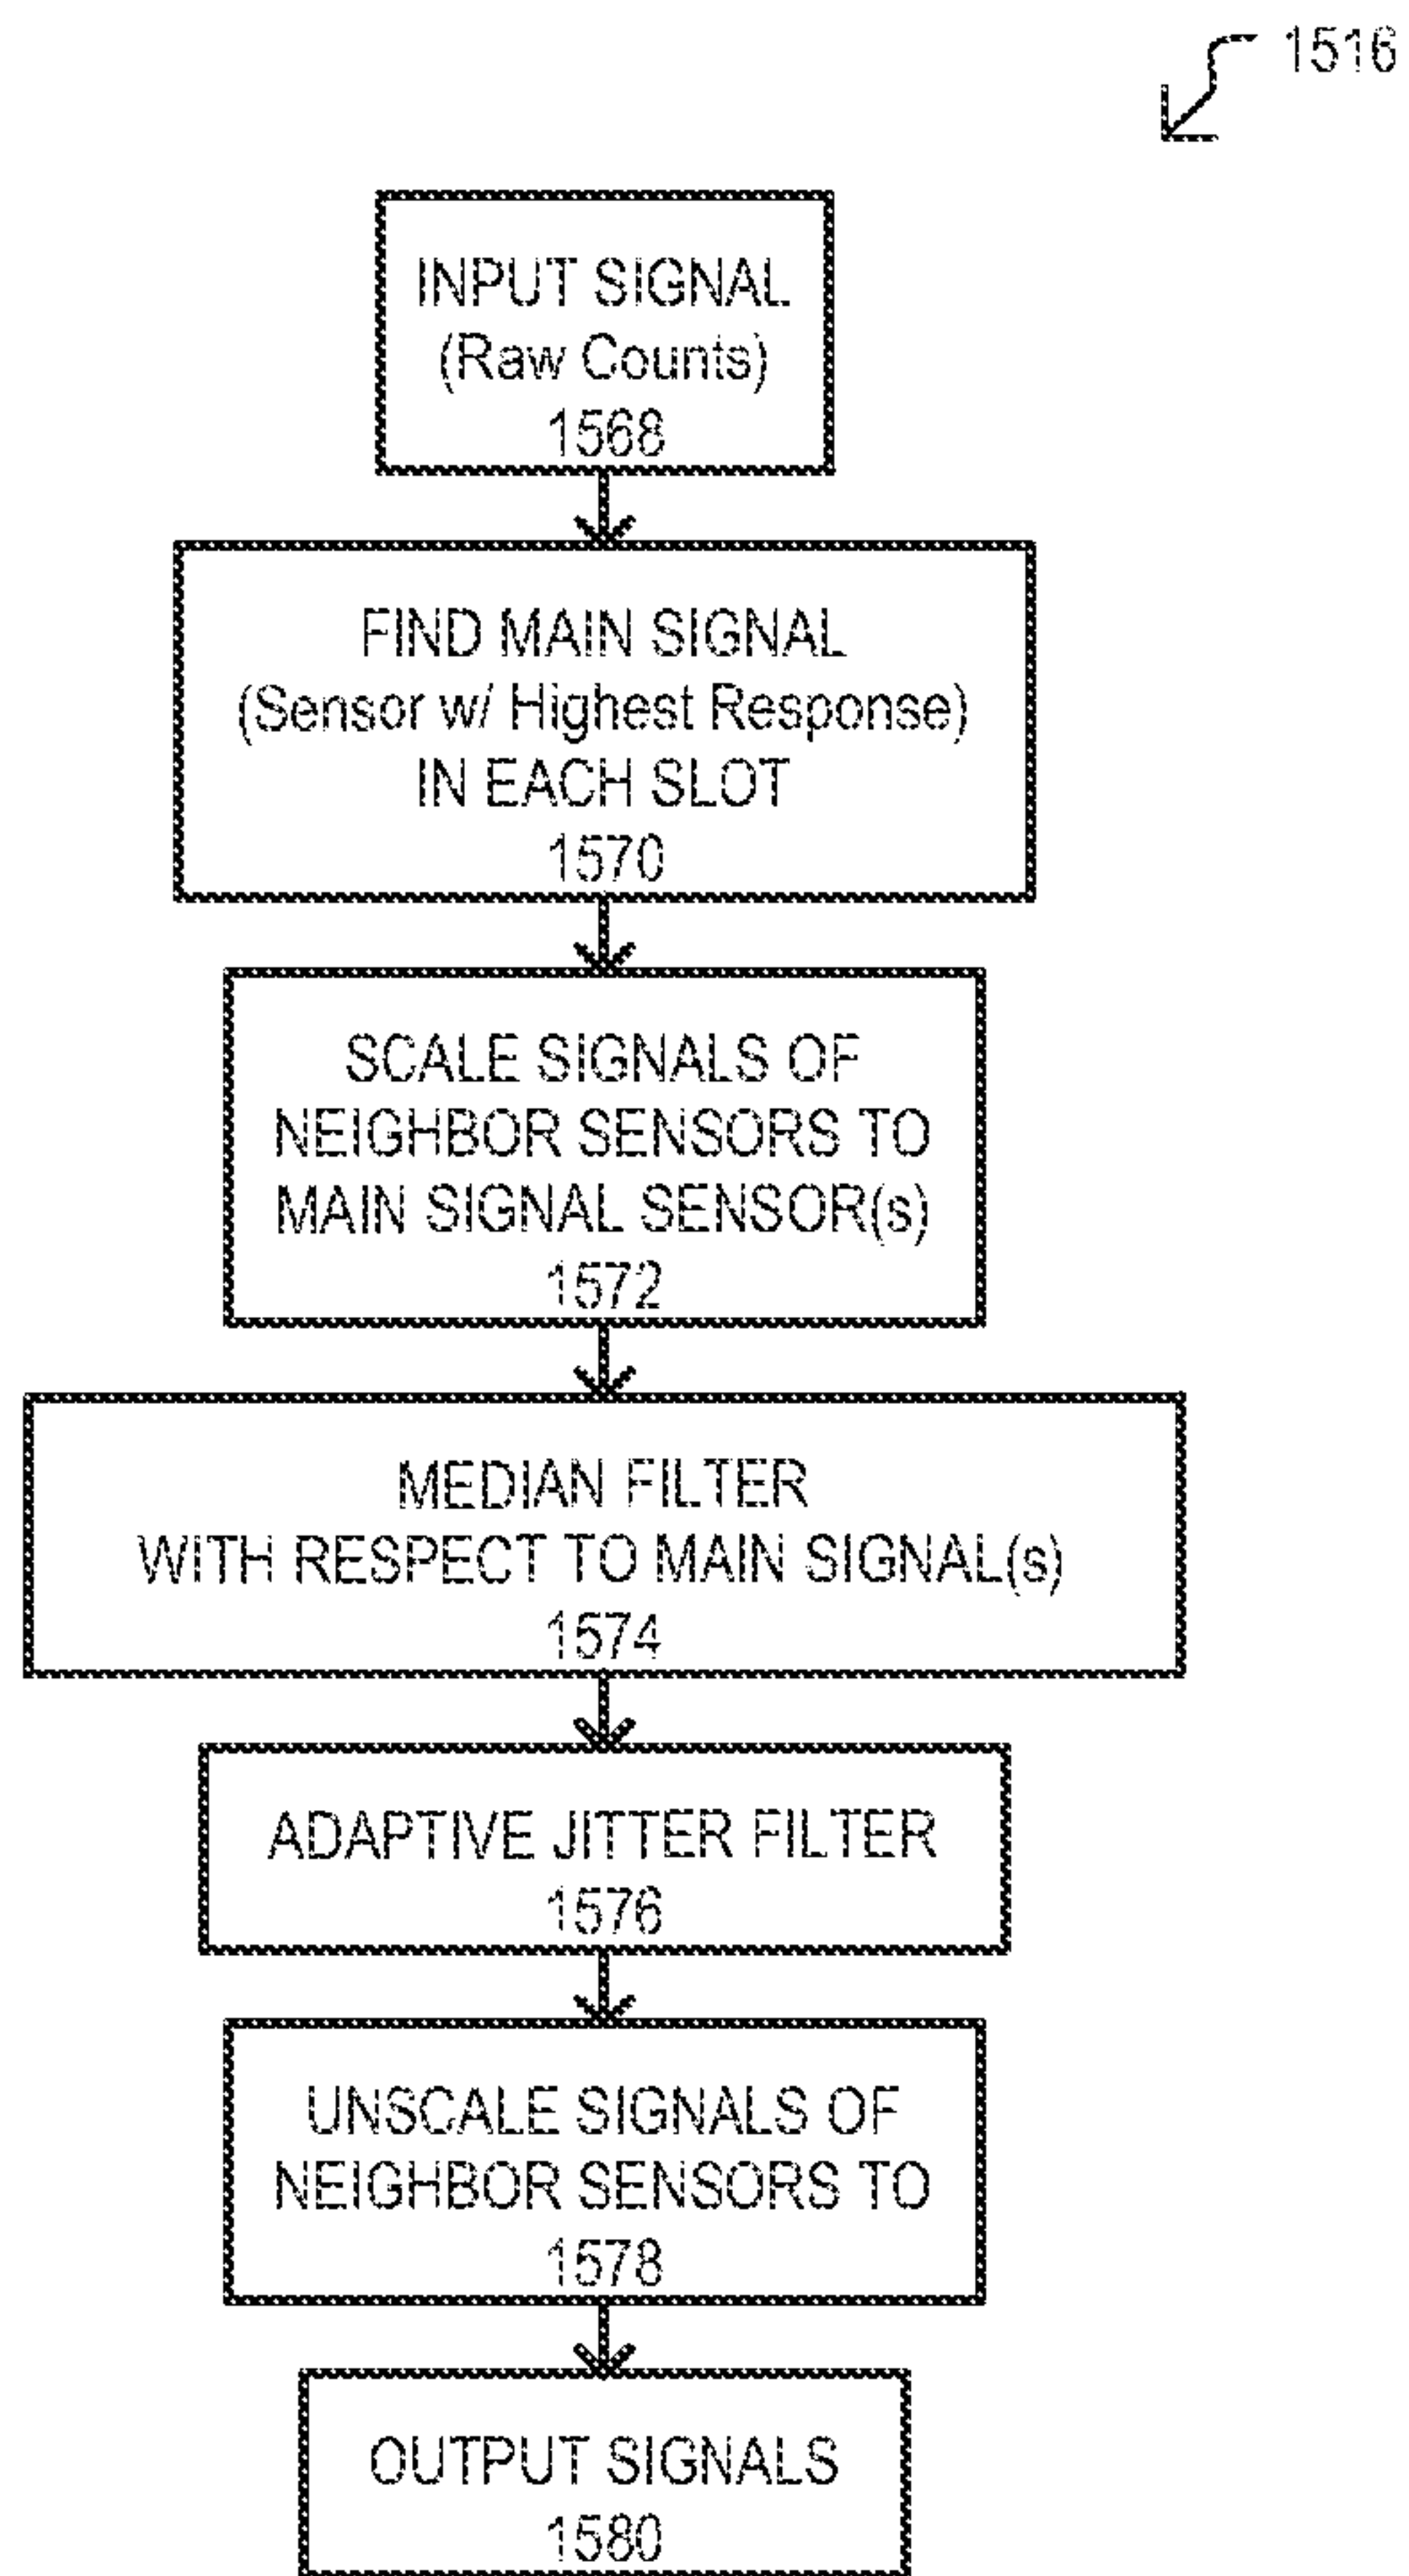 1516
INPUT SIGNAL
(Raw Counts)
1568
FIND MAIN SIGNAL
(Sensor w/ Highest Response)
IN EACH SLOT
1570
SCALE SIGNALS OF
NEIGHBOR SENSORS TO
MAIN SIGNAL SENSOR(s)
1572
MEDIAN FILTER
WITH RESPECT TO MAIN SIGNAL(s)
1574
ADAPTIVE JITTER FILTER
1576
UNSCALE SIGNALS OF
NEIGHBOR SENSORS TO
1578
OUTPUT SIGNALS
1580